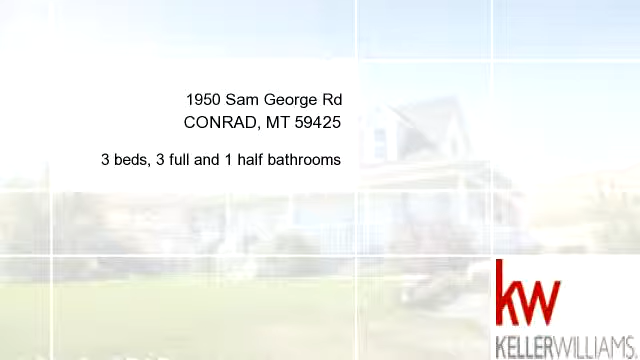 1950 Sam George Rd
CONRAD, MT 59425
3 beds, 3 full and 1 half bathrooms
kw
KELLERWILLIAMS.